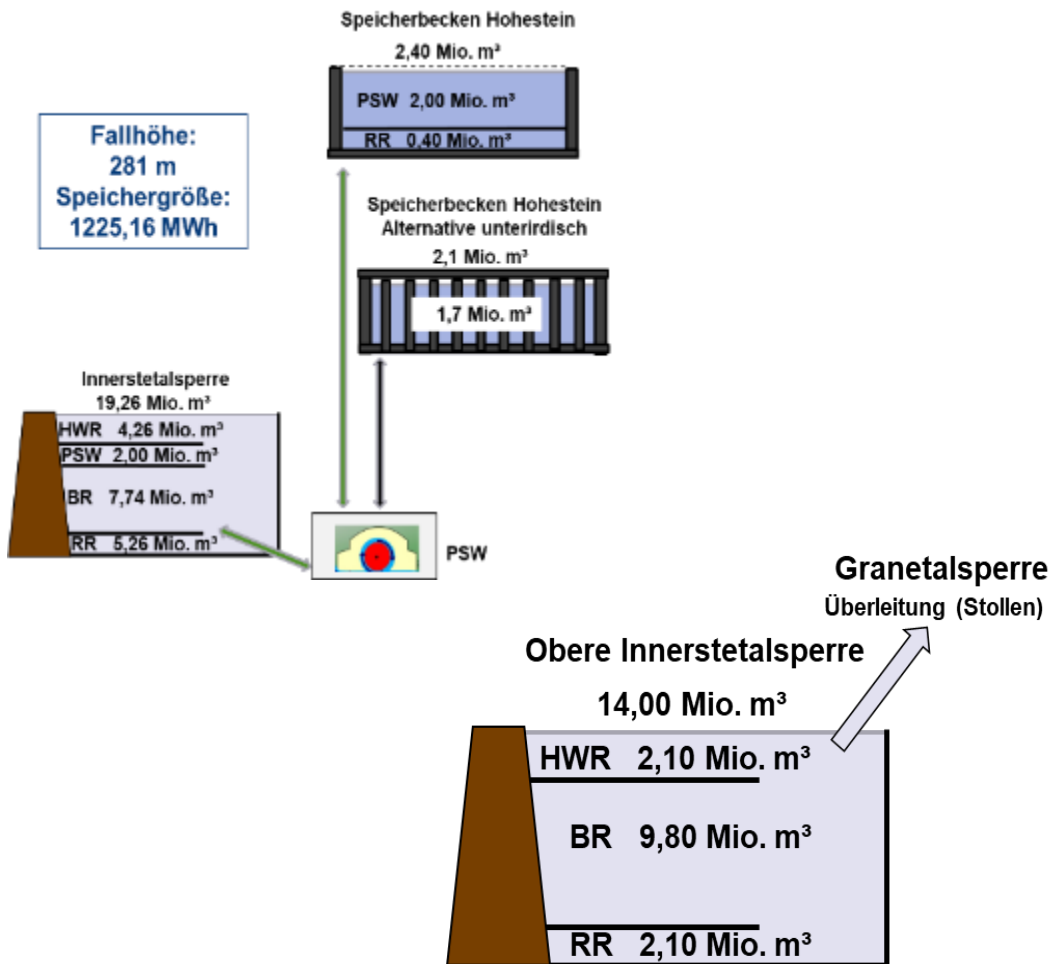 Speicherbecken Hohestein
2,40 Mio. m³
PSW 2,00 Mio. m³
RR 0,40 Mio. m³
Fallhöhe:
281 m
Speichergröße:
1225,16 MWh
Speicherbecken Hohestein
Alternative unterirdisch
2,1 Mio. m³
1,7 Mio. m³
Innerstetalsperre
19,26 Mio. m³
HWR 4,26 Mio. m³
PSW 2,00 Mio. m³
BR 7,74 Mio. m³
RR 5,26 Mio. m³
PSW
Granetalsperre
Überleitung (Stollen)
Obere Innerstetalsperre
14,00 Mio. m³
HWR 2,10 Mio. m³
BR 9,80 Mio. m³
RR 2,10 Mio. m³